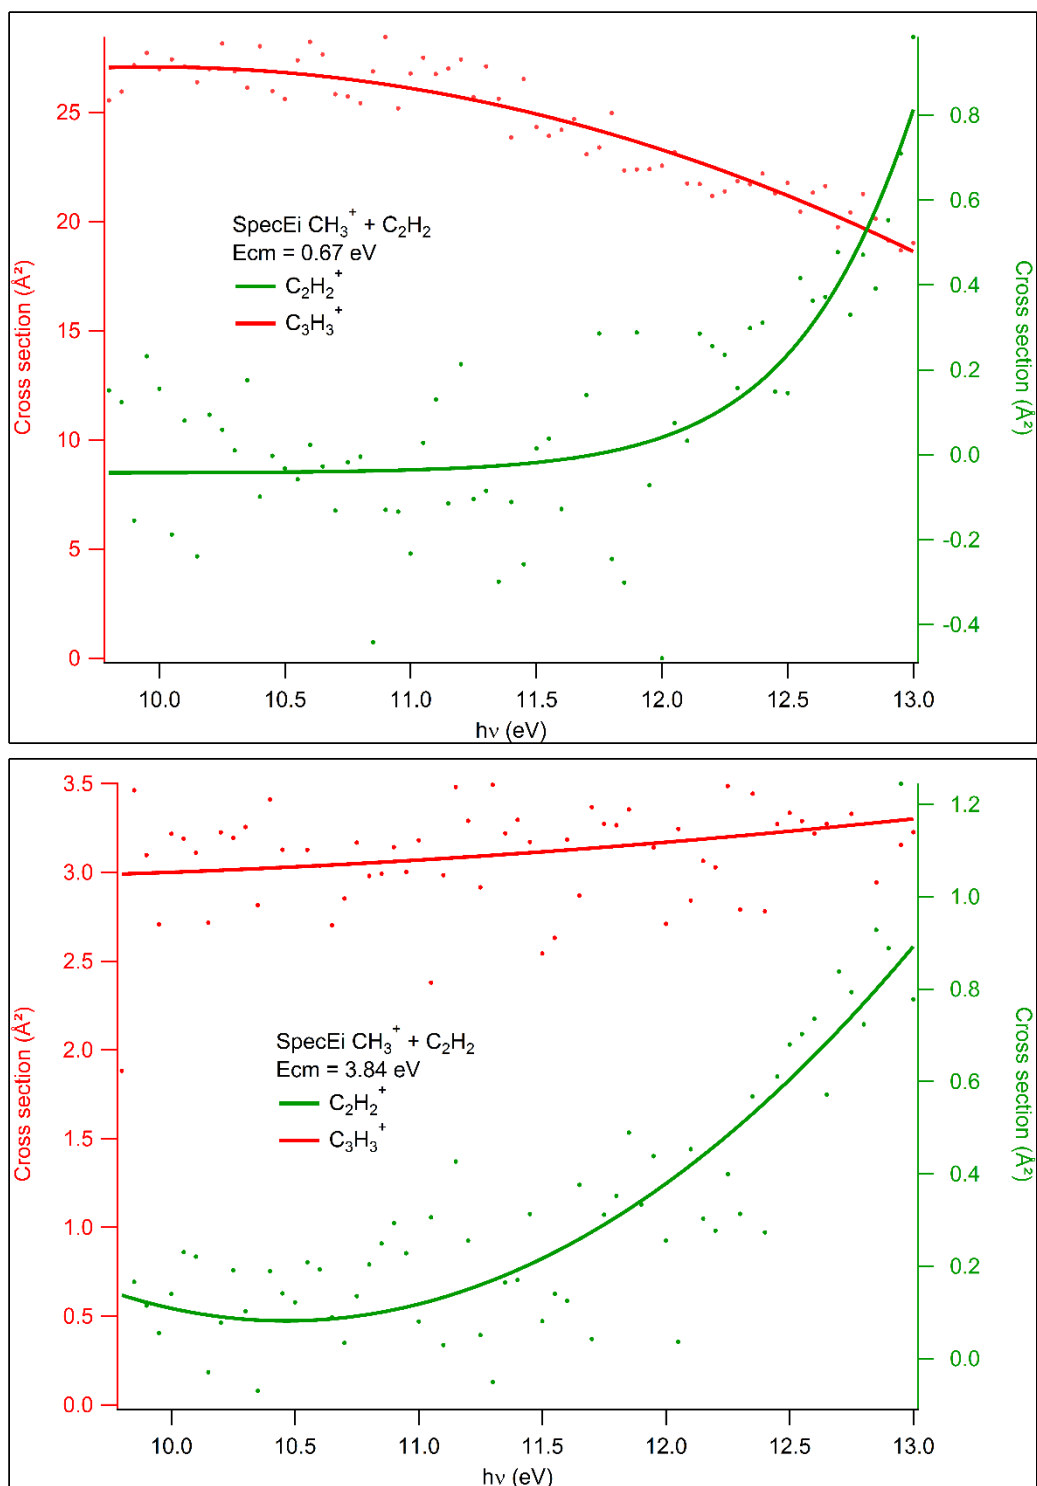 Cross section (Å²)
25
20
15
10
5
0
SpecEi CH₃⁺ + C₂H₂
Ecm = 0.67 eV
C₂H₂⁺
C₃H₃⁺
0.8
0.6
0.4
0.2
0.0
-0.2
-0.4
Cross section (Å²)
10.0 10.5 11.0 11.5 12.0 12.5 13.0
hν (eV)
Cross section (Å²)
3.5
3.0
2.5
2.0
1.5
1.0
0.5
0.0
SpecEi CH₃⁺ + C₂H₂
Ecm = 3.84 eV
C₂H₂⁺
C₃H₃⁺
1.2
1.0
0.8
0.6
0.4
0.2
0.0
Cross section (Å²)
10.0 10.5 11.0 11.5 12.0 12.5 13.0
hν (eV)